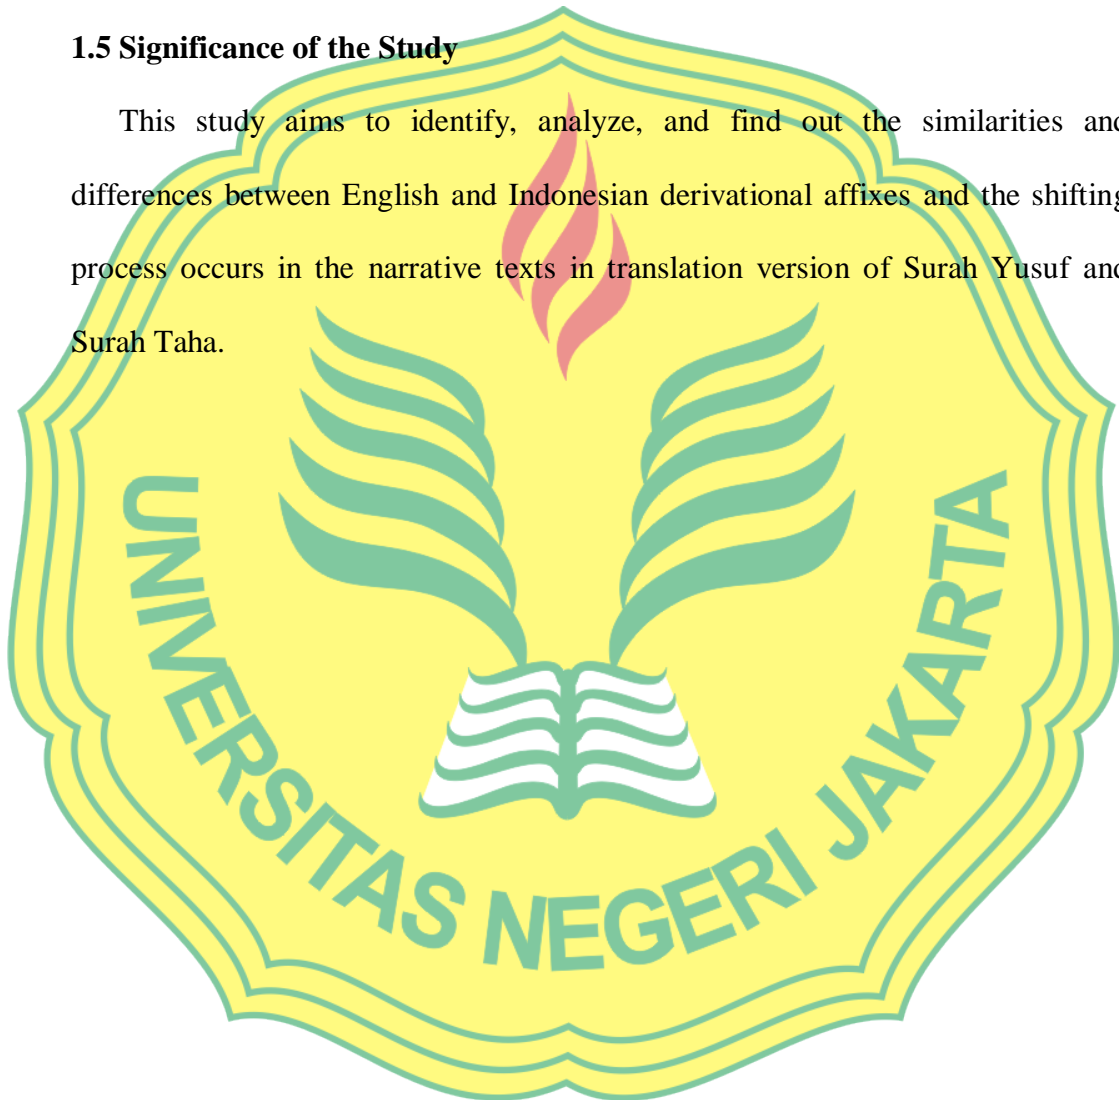 1.5 Significance of the Study
This study aims to identify, analyze, and find out the similarities and
differences between English and Indonesian derivational affixes and the shifting
process occurs in the narrative texts in translation version of Surah Yusuf and
Surah Taha.
UNIVERSITAS NEGERI JAKARTA